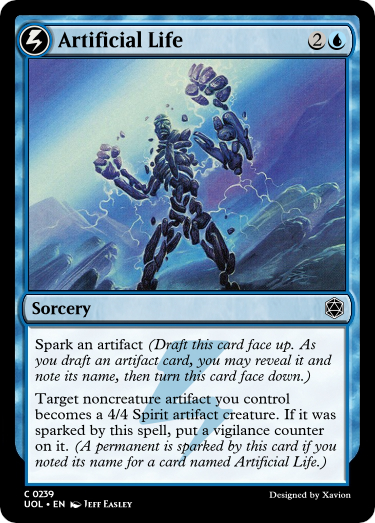 Artificial Life 2
Sorcery
Spark an artifact (Draft this card face up. As
you draft an artifact card, you may reveal it and
note its name, then turn this card face down.)
Target noncreature artifact you control
becomes a 4/4 Spirit artifact creature. If it was
sparked by this spell, put a vigilance counter
on it. (A permanent is sparked by this card if you
noted its name for a card named Artificial Life.)
C 0239
UOL • EN Jeff Easley
Designed by Xavion